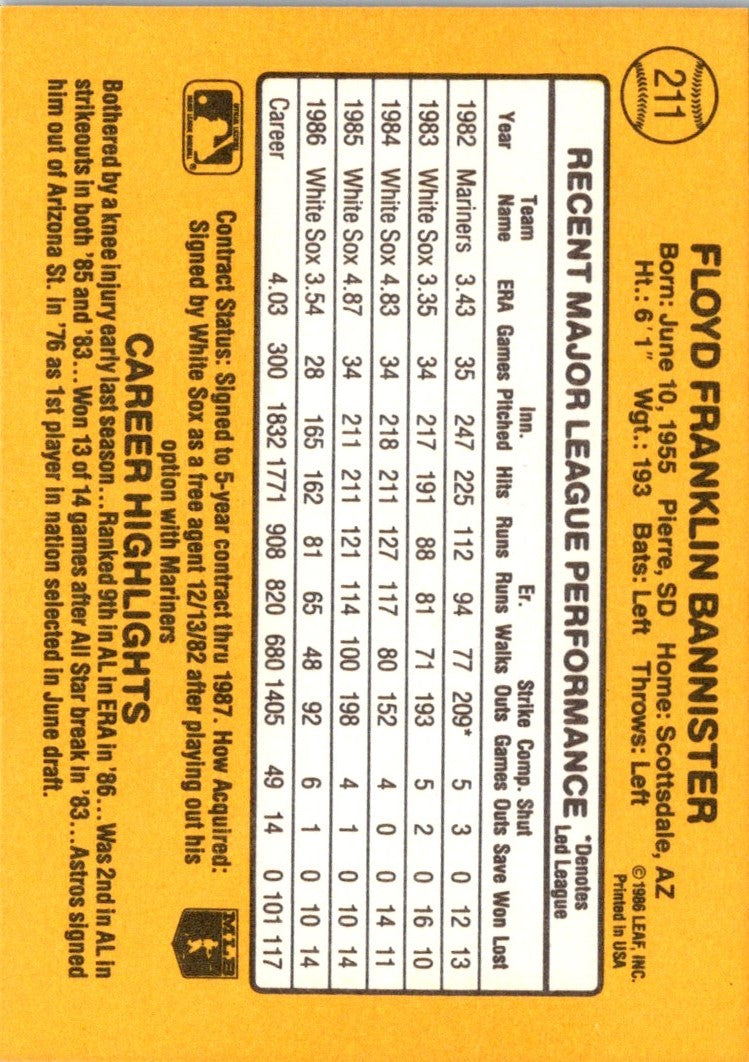 211
FLOYD FRANKLIN BANNISTER
Born: June 10, 1955 Pierre, SD Home: Scottsdale, AZ
Ht.: 6'1" Wgt.: 193 Bats: Left Throws: Left
© 1986 LEAF, INC.
Printed in USA
RECENT MAJOR LEAGUE PERFORMANCE *Denotes Led League
Year Team Name ERA Games Inn. Pitched Hits Runs Er. Runs Walks Strike Outs Comp. Games Shut Outs Save Won Lost
1982 Mariners 3.43 35 247 225 112 94 77 209* 5 3 0 12 13
1983 White Sox 3.35 34 217 191 88 81 71 193 5 2 0 16 10
1984 White Sox 4.83 34 218 211 127 117 80 152 4 0 0 14 11
1985 White Sox 4.87 34 211 211 121 114 100 198 4 1 0 10 14
1986 White Sox 3.54 28 165 162 81 65 48 92 6 1 0 10 14
Career 4.03 300 1832 1771 908 820 680 1405 49 14 0 101 117
Contract Status: Signed to 5-year contract thru 1987. How Acquired:
Signed by White Sox as a free agent 12/13/82 after playing out his
option with Mariners
MLB
CAREER HIGHLIGHTS
Bothered by a knee injury early last season...Ranked 9th in AL in ERA in '86...Was 2nd in AL in
strikeouts in both '85 and '83...Won 13 of 14 games after All Star break in '83...Astros signed
him out of Arizona St. in '76 as 1st player in nation selected in June draft.